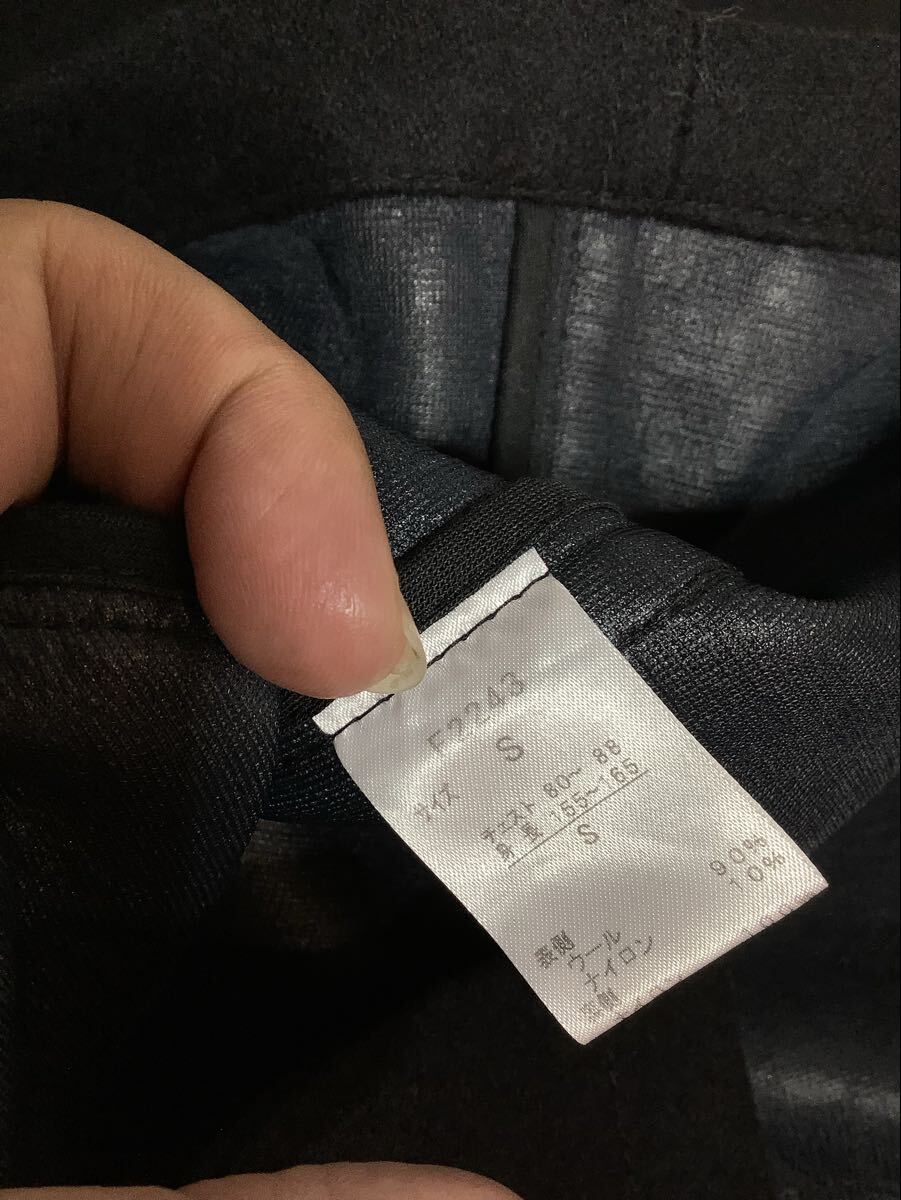 F2243
サイズ S
チェスト 80〜 88
身 長 155〜165
S
表側
ウール 90%
ナイロン 10%
裏側